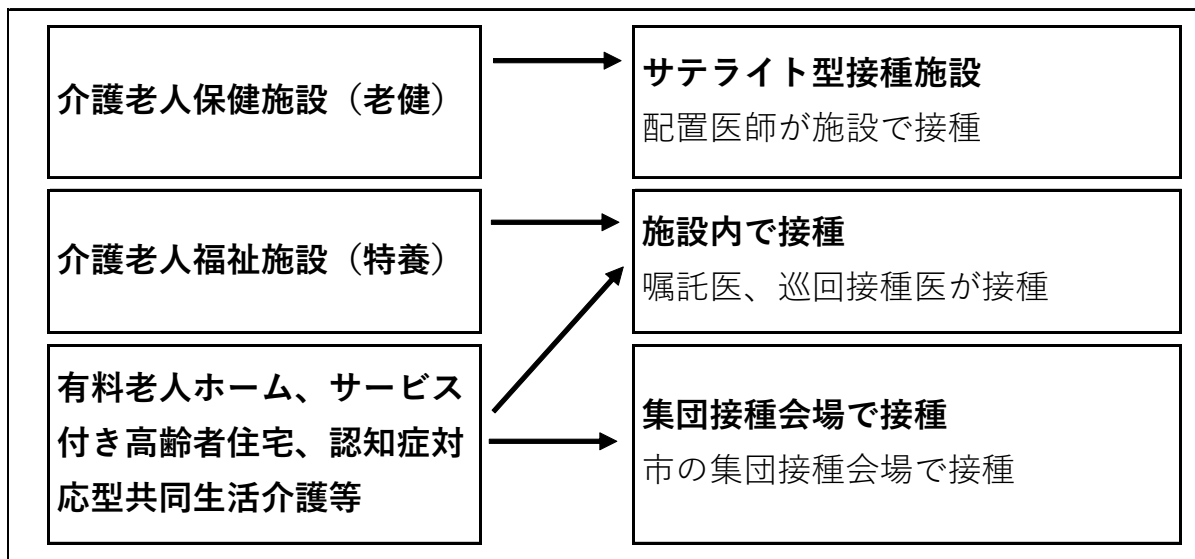 介護老人保健施設（老健）
サテライト型接種施設
配置医師が施設で接種
介護老人福祉施設（特養）
施設内で接種
嘱託医、巡回接種医が接種
有料老人ホーム、サービス
付き高齢者住宅、認知症対
応型共同生活介護等
集団接種会場で接種
市の集団接種会場で接種